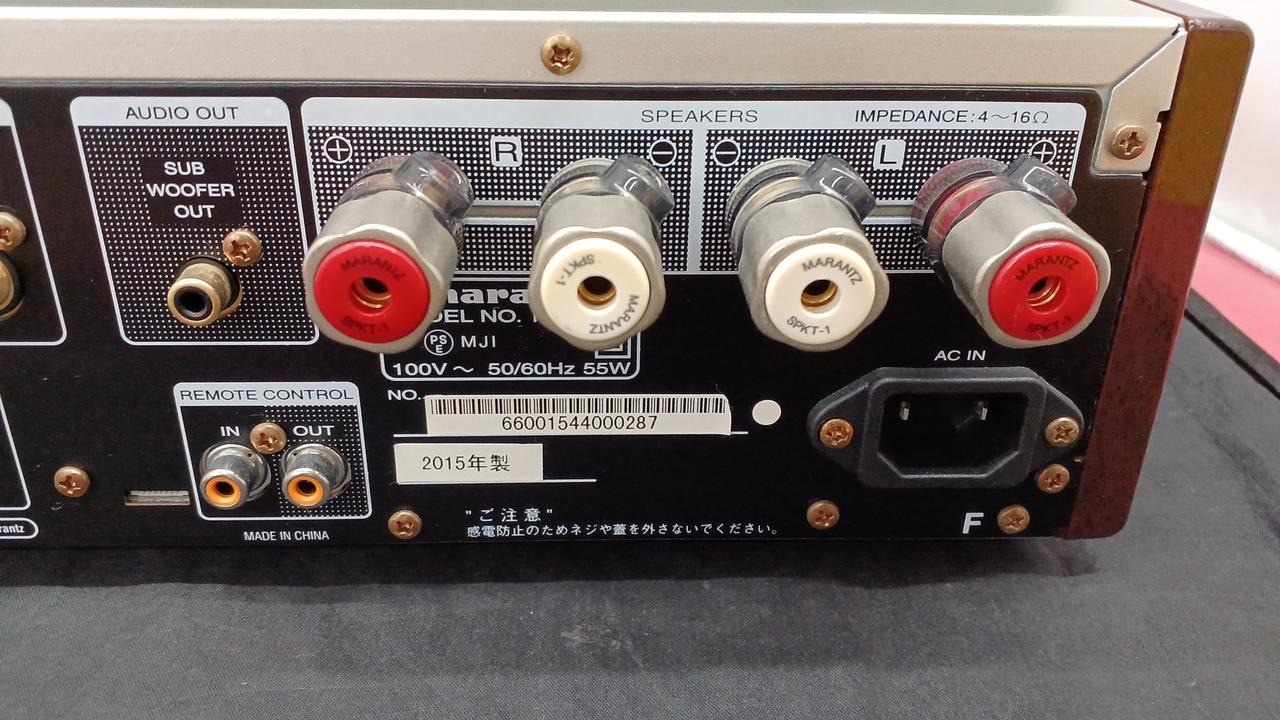 AUDIO OUT
SUB
WOOFER
OUT
SPEAKERS
IMPEDANCE:4～16Ω
⊕ R ⊖
⊖ L ⊕
MARANTZ
SPKT-1
SPKT-1
MARANTZ
MARANTZ
SPKT-1
MARANTZ
SPKT-1
PSE MJI
100V～ 50/60Hz 55W
AC IN
REMOTE CONTROL
IN
OUT
NO.
66001544000287
2015年製
"ご注意"
感電防止のためネジや蓋を外さないでください。
MADE IN CHINA
F